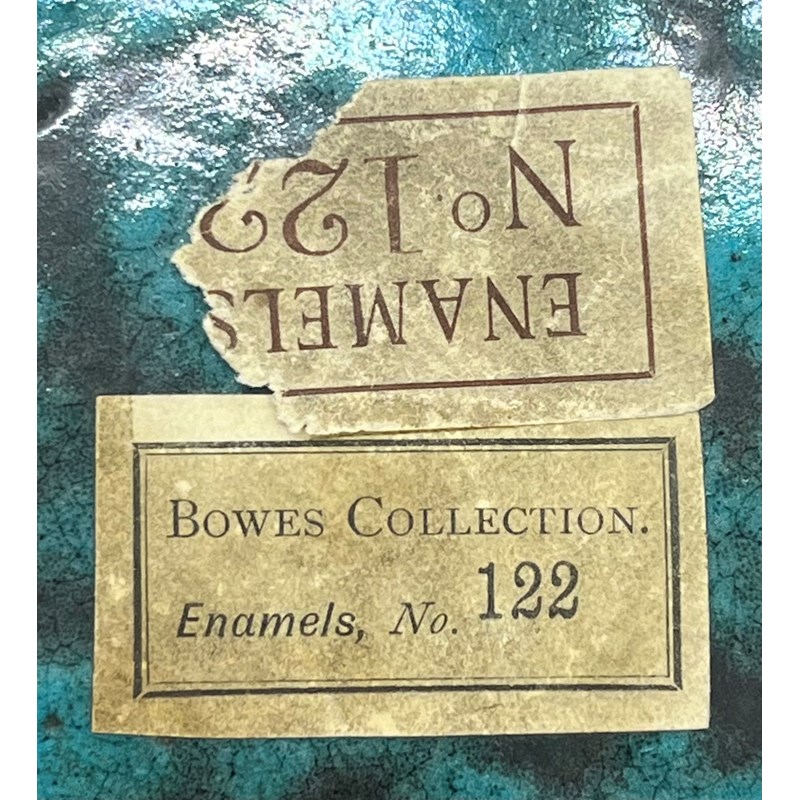 No 122
ENAMELS
BOWES COLLECTION.
Enamels, No. 122